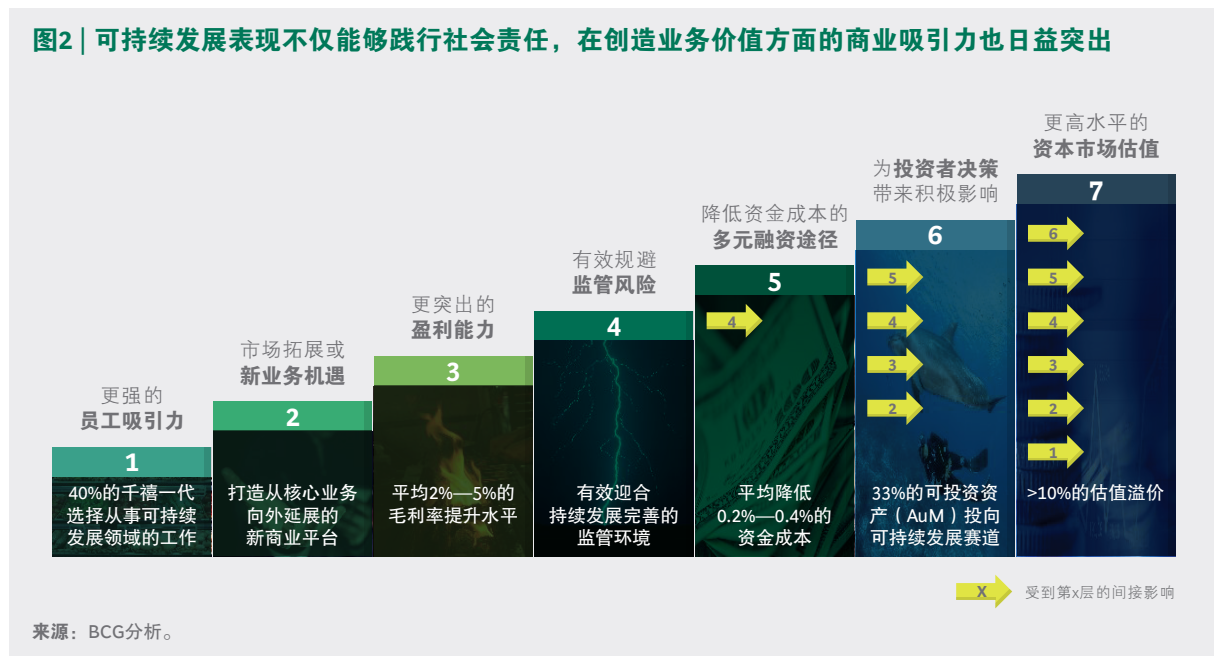 图2 | 可持续发展表现不仅能够践行社会责任，在创造业务价值方面的商业吸引力也日益突出
更强的
员工吸引力
1
40%的千禧一代
选择从事可持续
发展领域的工作
市场拓展或
新业务机遇
2
打造从核心业务
向外延展的
新商业平台
更突出的
盈利能力
3
平均2%—5%的
毛利率提升水平
有效规避
监管风险
4
有效迎合
持续发展完善的
监管环境
降低资金成本的
多元融资途径
5
4
平均降低
0.2%—0.4%的
资金成本
为投资者决策
带来积极影响
6
5
4
3
2
33%的可投资资
产（AuM）投向
可持续发展赛道
更高水平的
资本市场估值
7
6
5
4
3
2
1
>10%的估值溢价
X 受到第x层的间接影响
来源：BCG分析。